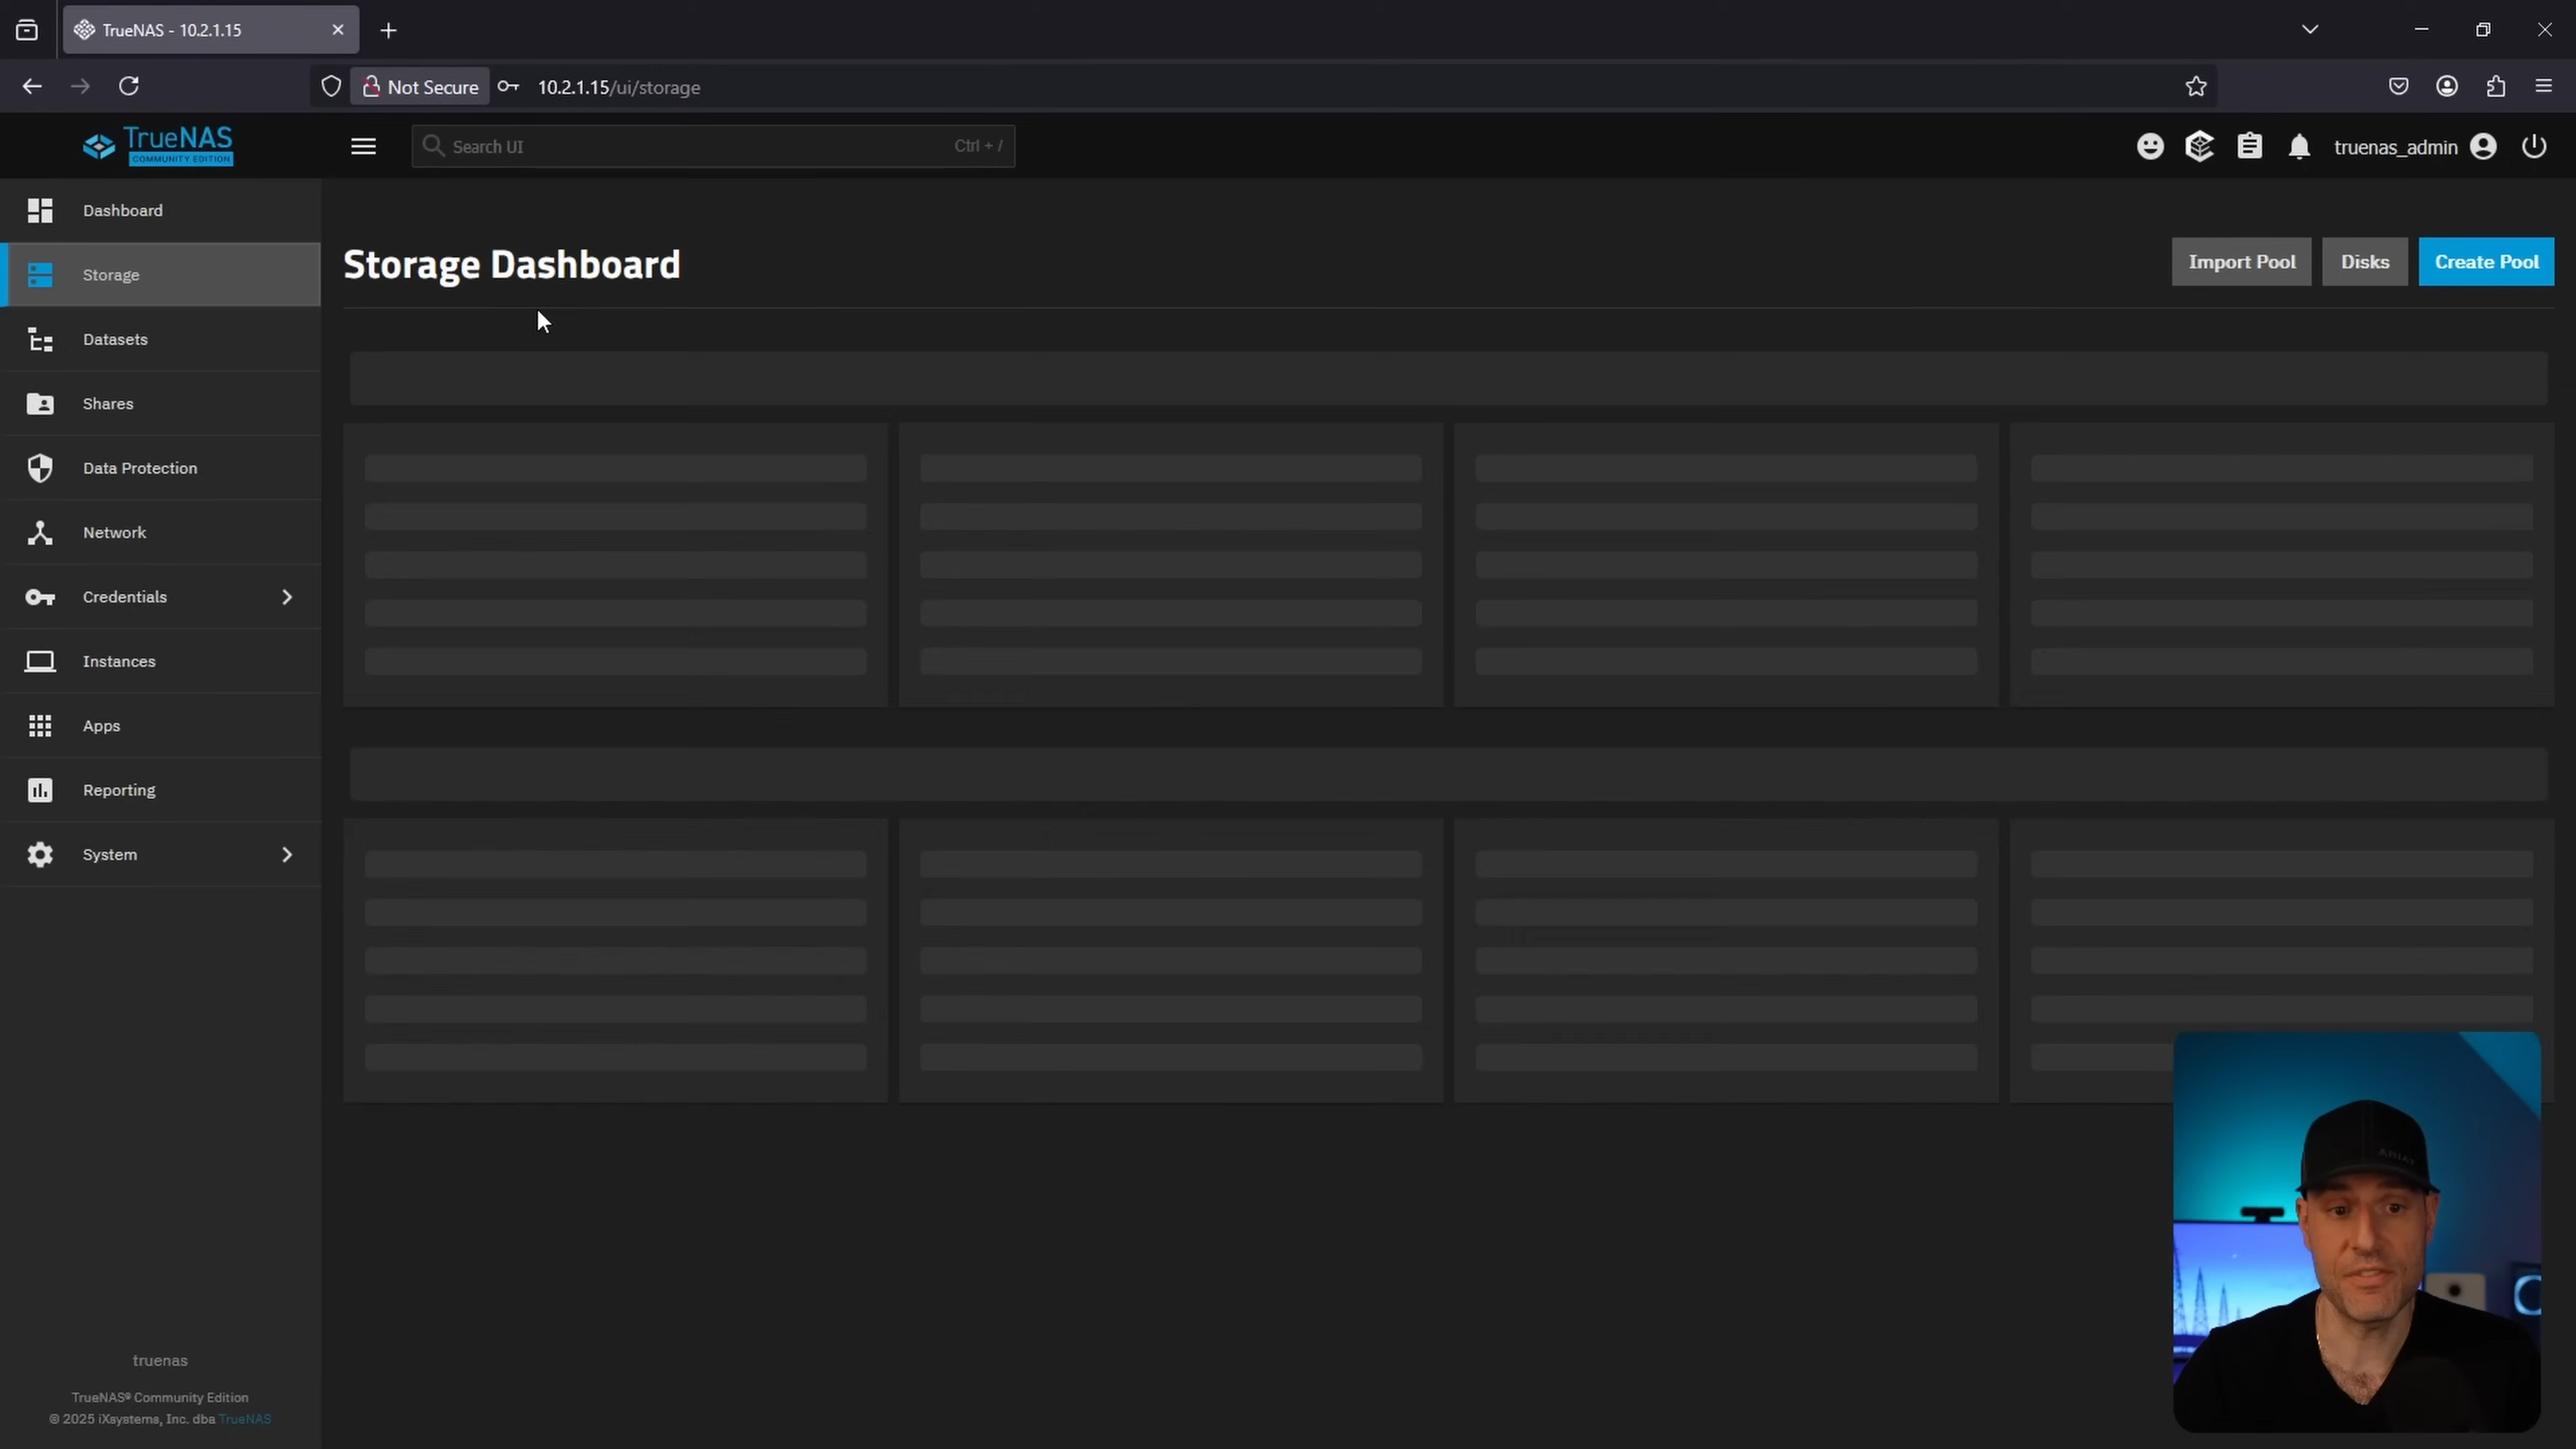 TrueNAS - 10.2.1.15
Not Secure
10.2.1.15/ui/storage
TrueNAS
COMMUNITY EDITION
Search UI
Ctrl + /
truenas_admin
Dashboard
Storage
Datasets
Shares
Data Protection
Network
Credentials
Instances
Apps
Reporting
System
Storage Dashboard
Import Pool
Disks
Create Pool
ARIAT
truenas
TrueNAS® Community Edition
© 2025 iXsystems, Inc. dba TrueNAS